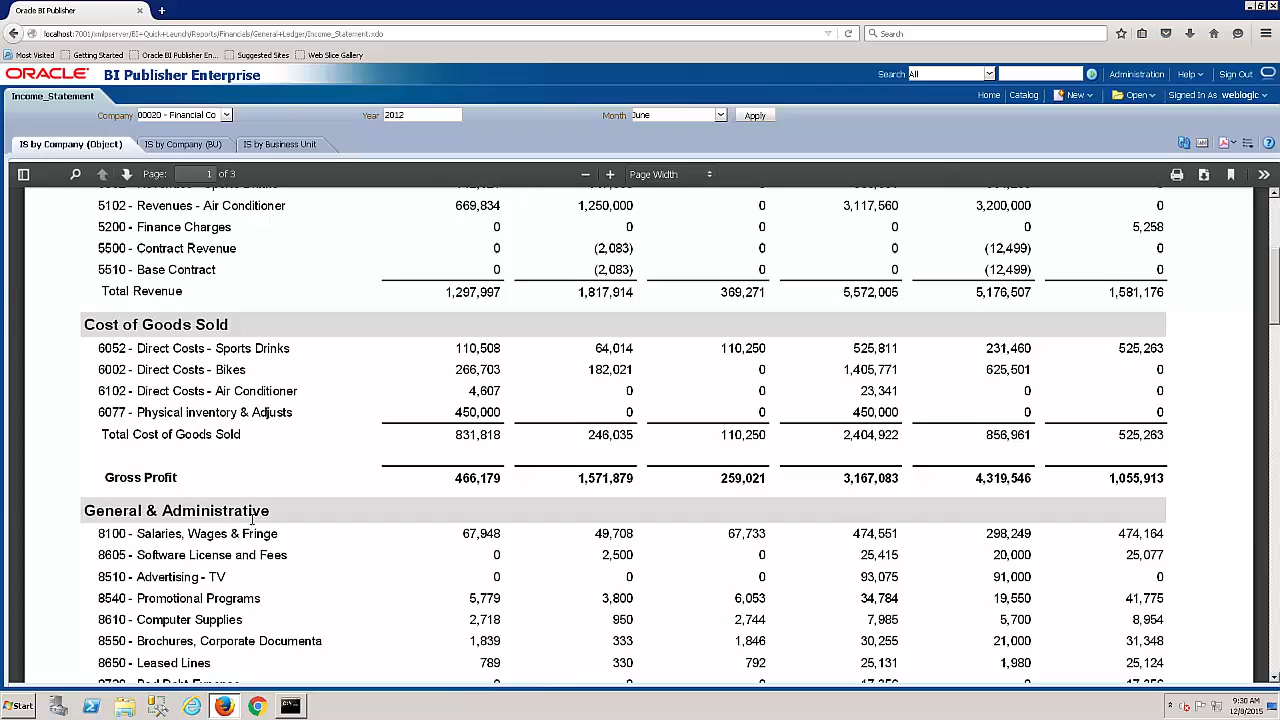 Oracle BI Publisher
localhost:7001/xmlpserver/BI+Quick+Launch/Reports/Financials/General+Ledger/Income_Statement.xdo
Search
Most Visited Getting Started Oracle BI Publisher En... Suggested Sites Web Slice Gallery
ORACLE BI Publisher Enterprise
Search All Administration Help Sign Out
Income_Statement
Home Catalog New Open Signed In As weblogic
Company 00020 - Financial Co Year 2012 Month June Apply
IS by Company (Object) IS by Company (BU) IS by Business Unit
Page: 1 of 3 Page Width
5102 - Revenues - Air Conditioner 669,834 1,250,000 0 3,117,560 3,200,000 0
5200 - Finance Charges 0 0 0 0 0 5,258
5500 - Contract Revenue 0 (2,083) 0 0 (12,499) 0
5510 - Base Contract 0 (2,083) 0 0 (12,499) 0
Total Revenue 1,297,997 1,817,914 369,271 5,572,005 5,176,507 1,581,176
Cost of Goods Sold
6052 - Direct Costs - Sports Drinks 110,508 64,014 110,250 525,811 231,460 525,263
6002 - Direct Costs - Bikes 266,703 182,021 0 1,405,771 625,501 0
6102 - Direct Costs - Air Conditioner 4,607 0 0 23,341 0 0
6077 - Physical inventory & Adjusts 450,000 0 0 450,000 0 0
Total Cost of Goods Sold 831,818 246,035 110,250 2,404,922 856,961 525,263
Gross Profit 466,179 1,571,879 259,021 3,167,083 4,319,546 1,055,913
General & Administrative
8100 - Salaries, Wages & Fringe 67,948 49,708 67,733 474,551 298,249 474,164
8605 - Software License and Fees 0 2,500 0 25,415 20,000 25,077
8510 - Advertising - TV 0 0 0 93,075 91,000 0
8540 - Promotional Programs 5,779 3,800 6,053 34,784 19,550 41,775
8610 - Computer Supplies 2,718 950 2,744 7,985 5,700 8,954
8550 - Brochures, Corporate Documenta 1,839 333 1,846 30,255 21,000 31,348
8650 - Leased Lines 789 330 792 25,131 1,980 25,124
Start
9:30 AM
12/8/2015